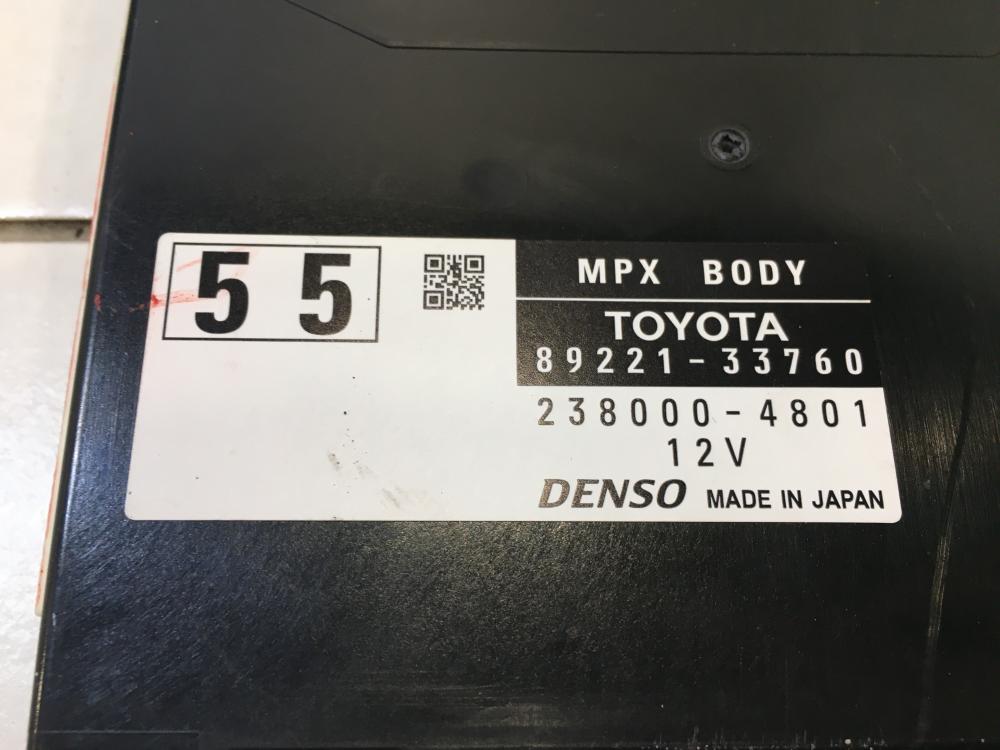 55
MPX BODY
TOYOTA
89221-33760
238000-4801
12V
DENSO MADE IN JAPAN